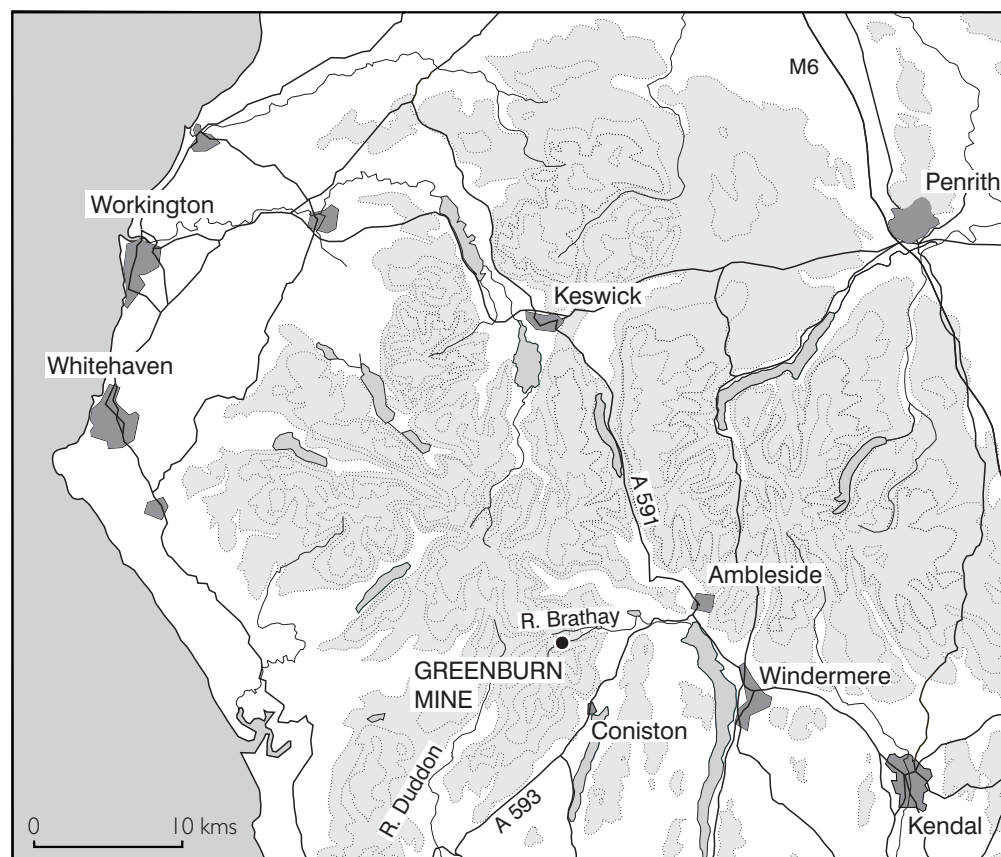 M6
Penrith
Workington
Keswick
Whitehaven
A 591
Ambleside
R. Brathay
GREENBURN
MINE
Windermere
Coniston
R. Duddon
A 593
Kendal
0 10 kms